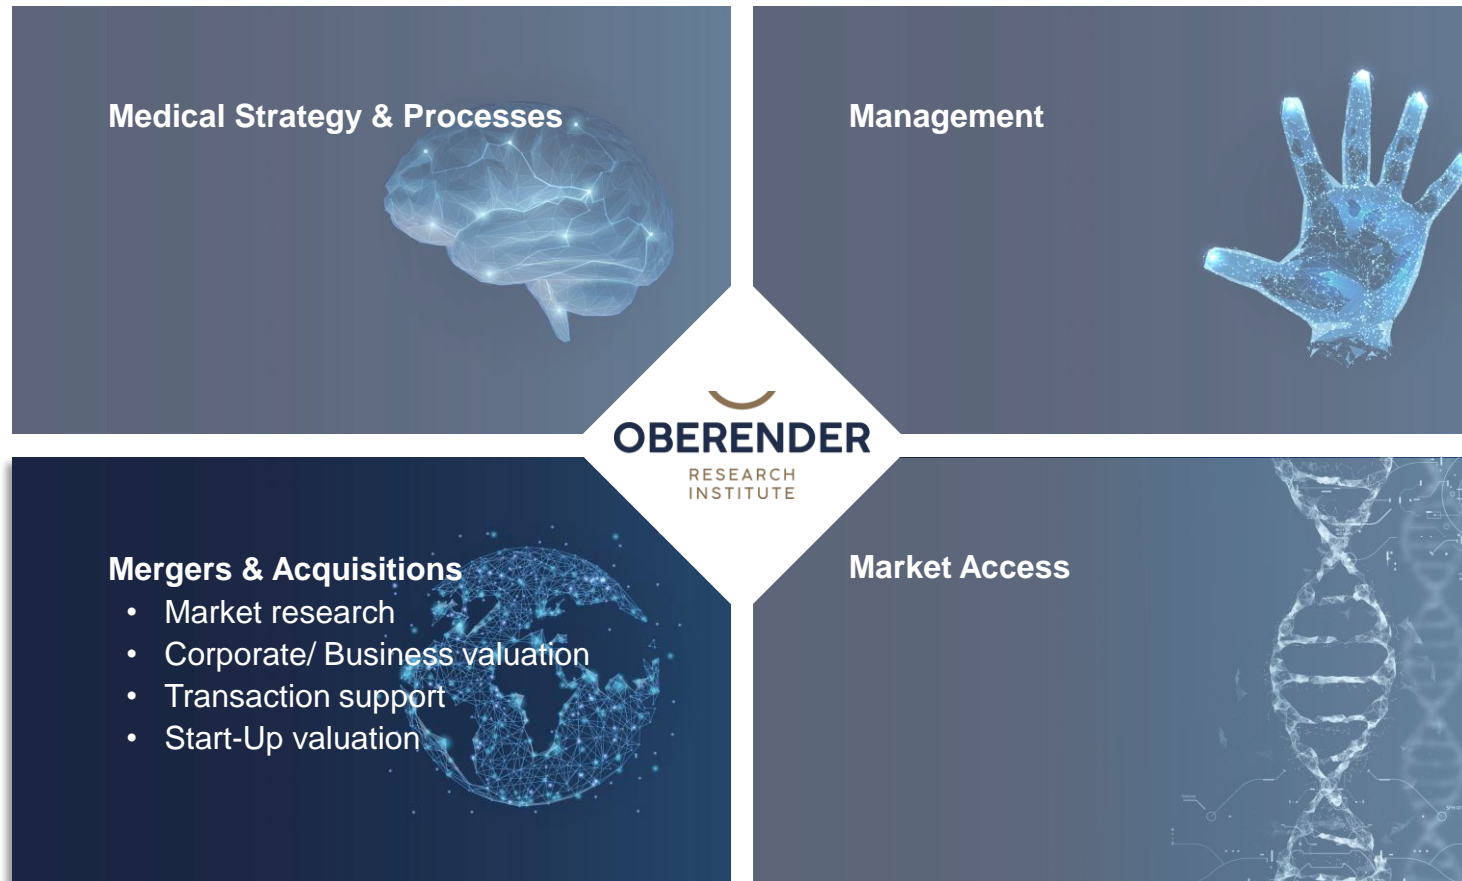 Medical Strategy & Processes
Management
OBERENDER
RESEARCH
INSTITUTE
Mergers & Acquisitions
• Market research
• Corporate/ Business valuation
• Transaction support
• Start-Up valuation
Market Access